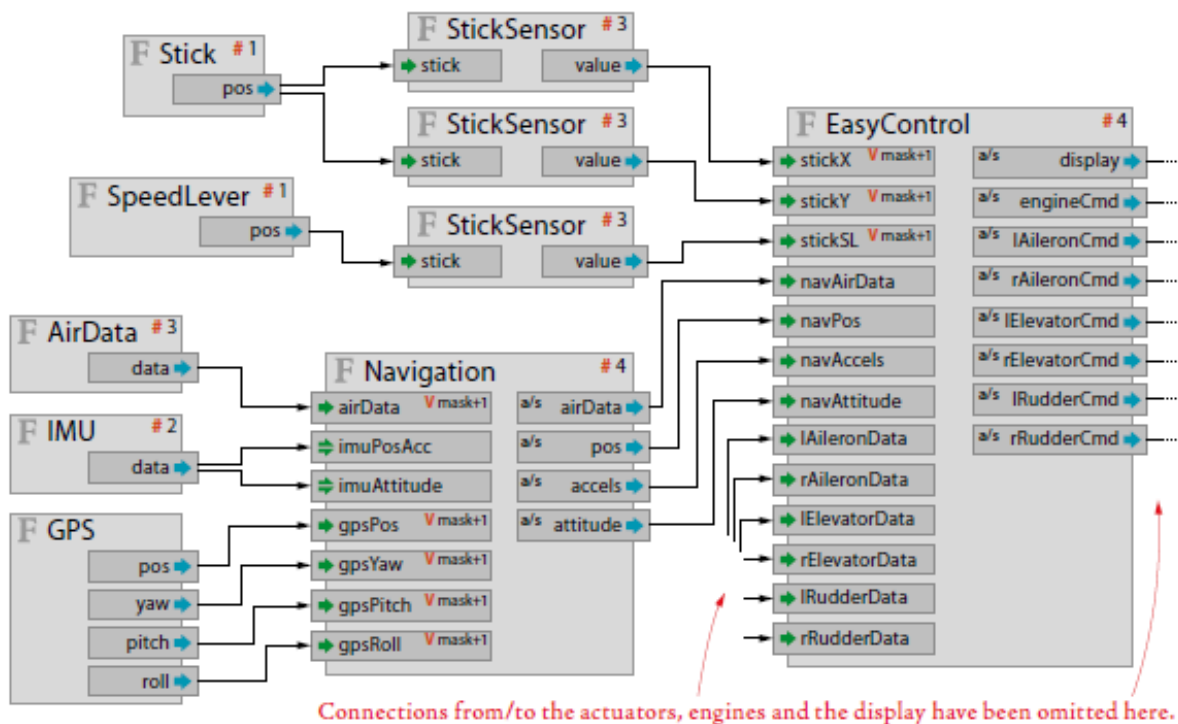 F Stick # 1
pos
F StickSensor # 3
stick value
F StickSensor # 3
stick value
F SpeedLever # 1
pos
F StickSensor # 3
stick value
F AirData # 3
data
F IMU # 2
data
F GPS
pos
yaw
pitch
roll
F Navigation # 4
airData V mask+1 a/s airData
imuPosAcc a/s pos
imuAttitude a/s accels
gpsPos V mask+1 a/s attitude
gpsYaw V mask+1
gpsPitch V mask+1
gpsRoll V mask+1
F EasyControl # 4
stickX V mask+1 a/s display
stickY V mask+1 a/s engineCmd
stickSL V mask+1 a/s lAileronCmd
navAirData a/s rAileronCmd
navPos a/s lElevatorCmd
navAccels a/s rElevatorCmd
navAttitude a/s lRudderCmd
lAileronData a/s rRudderCmd
rAileronData
lElevatorData
rElevatorData
lRudderData
rRudderData
Connections from/to the actuators, engines and the display have been omitted here.